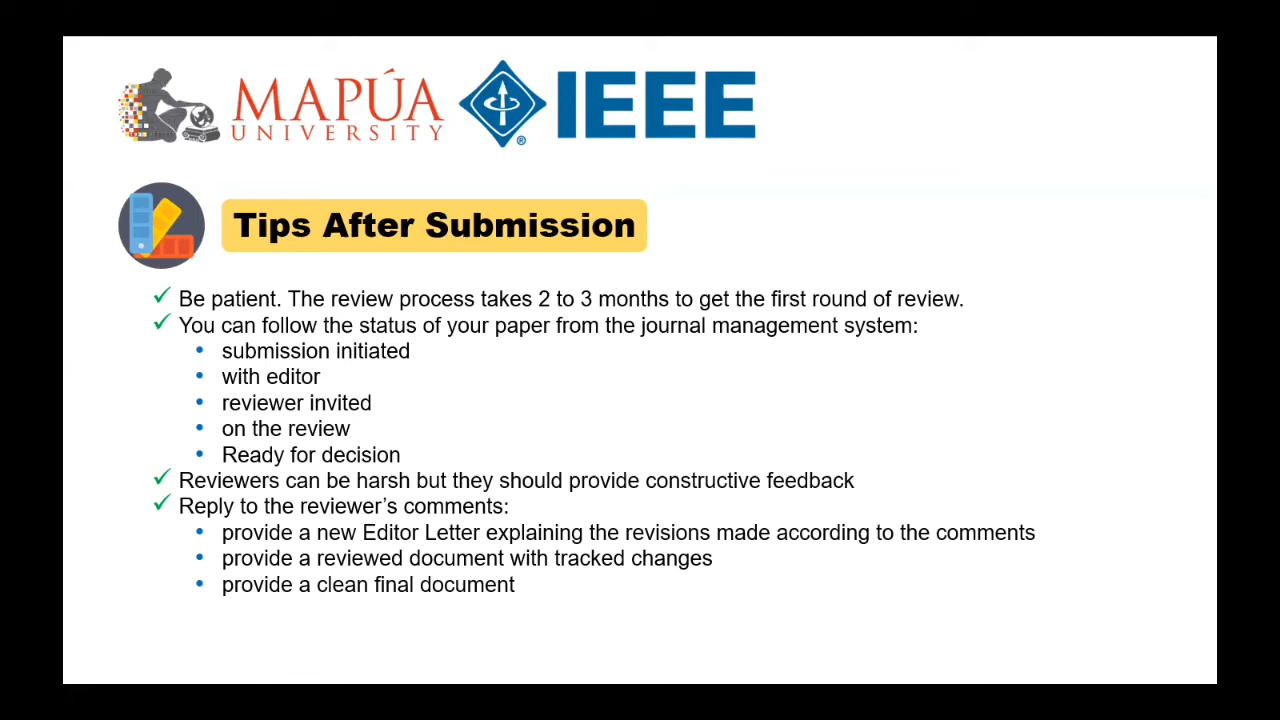 MAPÚA
UNIVERSITY
IEEE
®
Tips After Submission
✓ Be patient. The review process takes 2 to 3 months to get the first round of review.
✓ You can follow the status of your paper from the journal management system:
• submission initiated
• with editor
• reviewer invited
• on the review
• Ready for decision
✓ Reviewers can be harsh but they should provide constructive feedback
✓ Reply to the reviewer’s comments:
• provide a new Editor Letter explaining the revisions made according to the comments
• provide a reviewed document with tracked changes
• provide a clean final document